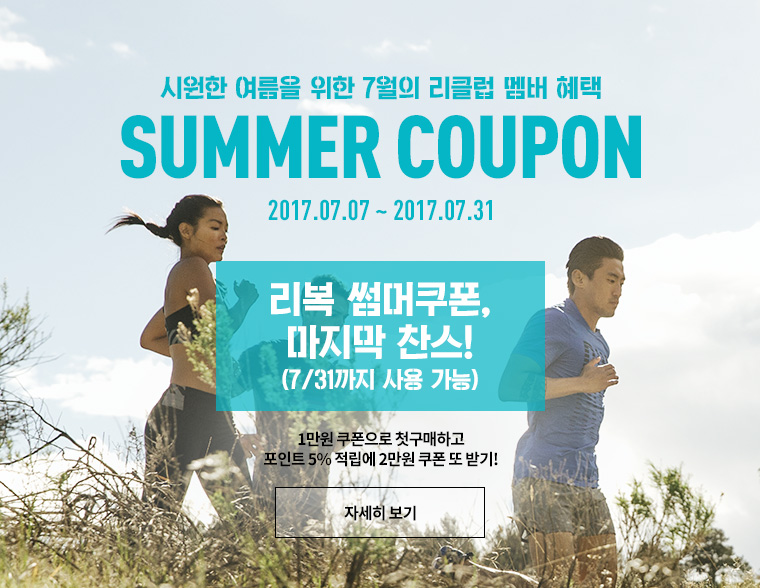 시원한 여름을 위한 7월의 리클럽 멤버 혜택
SUMMER COUPON
2017.07.07 ~ 2017.07.31
리복 썸머쿠폰,
마지막 찬스!
(7/31까지 사용 가능)
1만원 쿠폰으로 첫구매하고
포인트 5% 적립에 2만원 쿠폰 또 받기!
자세히 보기